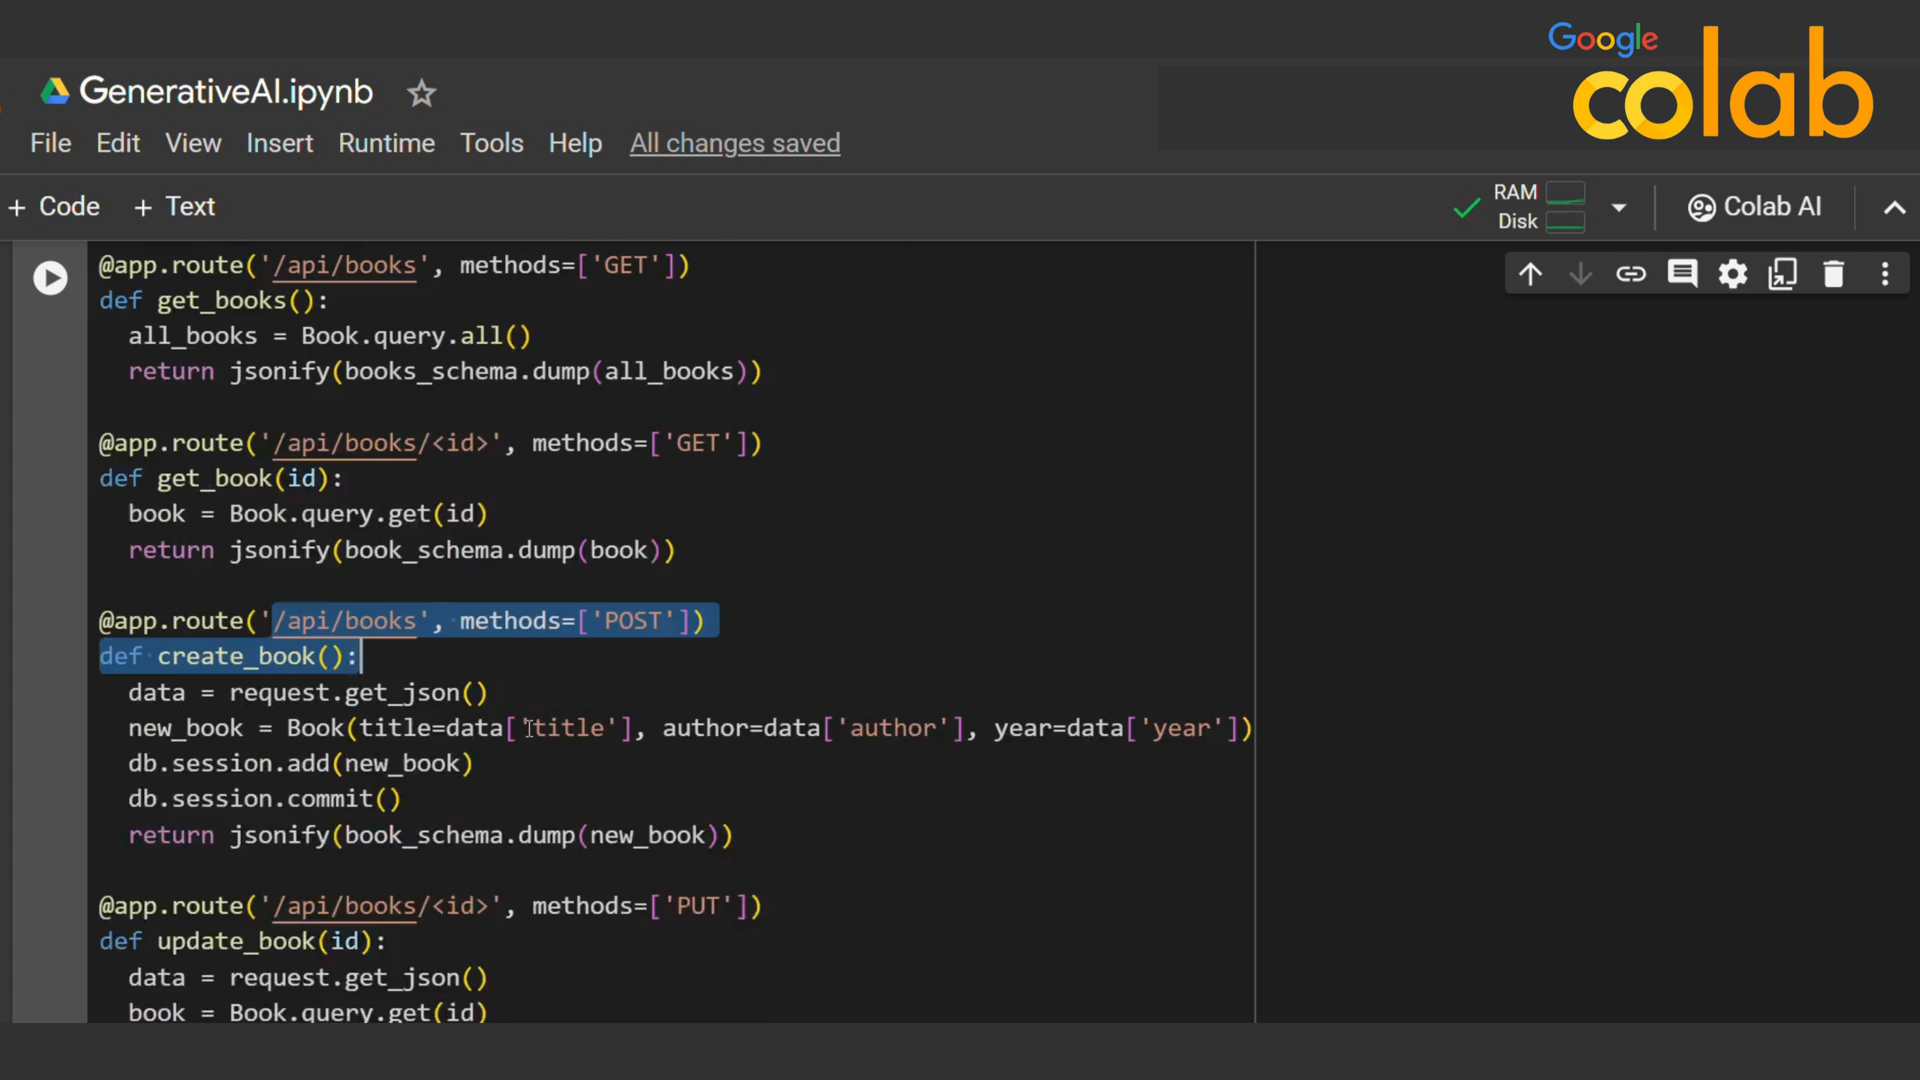 Google
colab
GenerativeAI.ipynb
File Edit View Insert Runtime Tools Help All changes saved
+ Code + Text
RAM
Disk
Colab AI
@app.route('/api/books', methods=['GET'])
def get_books():
  all_books = Book.query.all()
  return jsonify(books_schema.dump(all_books))
@app.route('/api/books/<id>', methods=['GET'])
def get_book(id):
  book = Book.query.get(id)
  return jsonify(book_schema.dump(book))
@app.route('/api/books', methods=['POST'])
def create_book():
  data = request.get_json()
  new_book = Book(title=data['title'], author=data['author'], year=data['year'])
  db.session.add(new_book)
  db.session.commit()
  return jsonify(book_schema.dump(new_book))
@app.route('/api/books/<id>', methods=['PUT'])
def update_book(id):
  data = request.get_json()
  book = Book.query.get(id)